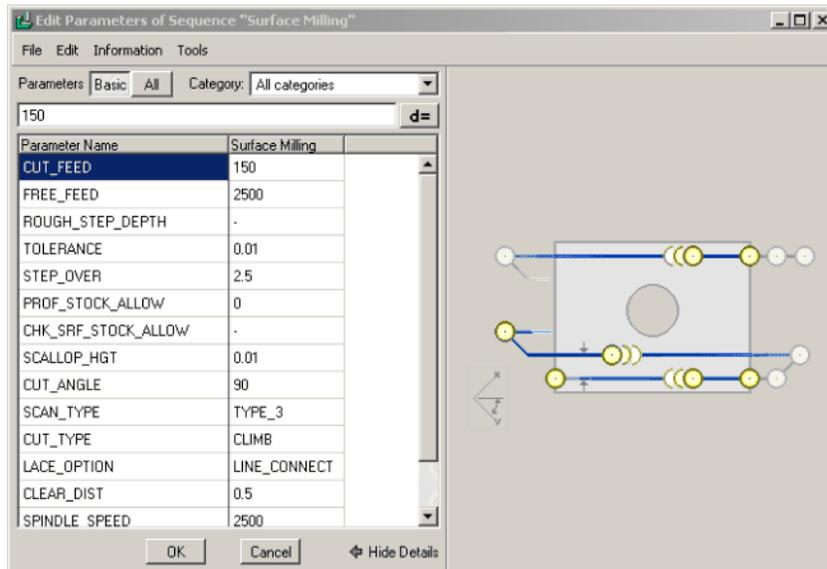 Edit Parameters of Sequence "Surface Milling"
File Edit Information Tools
Parameters Basic All Category: All categories
150 d=
Parameter Name Surface Milling
CUT_FEED 150
FREE_FEED 2500
ROUGH_STEP_DEPTH -
TOLERANCE 0.01
STEP_OVER 2.5
PROF_STOCK_ALLOW 0
CHK_SRF_STOCK_ALLOW -
SCALLOP_HGT 0.01
CUT_ANGLE 90
SCAN_TYPE TYPE_3
CUT_TYPE CLIMB
LACE_OPTION LINE_CONNECT
CLEAR_DIST 0.5
SPINDLE_SPEED 2500
OK Cancel Hide Details
x
z
y